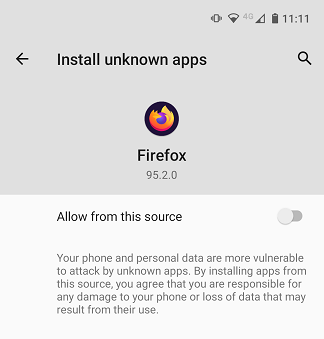 4G 11:11
Install unknown apps
Firefox
95.2.0
Allow from this source
Your phone and personal data are more vulnerable
to attack by unknown apps. By installing apps from
this source, you agree that you are responsible for
any damage to your phone or loss of data that may
result from their use.